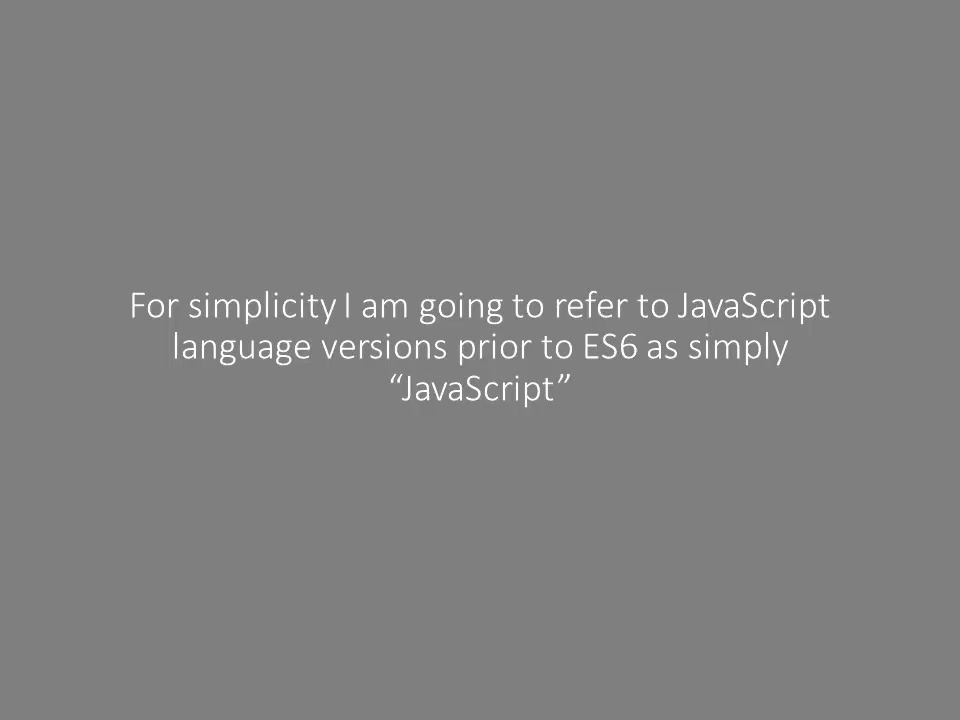 For simplicity I am going to refer to JavaScript
language versions prior to ES6 as simply
“JavaScript”